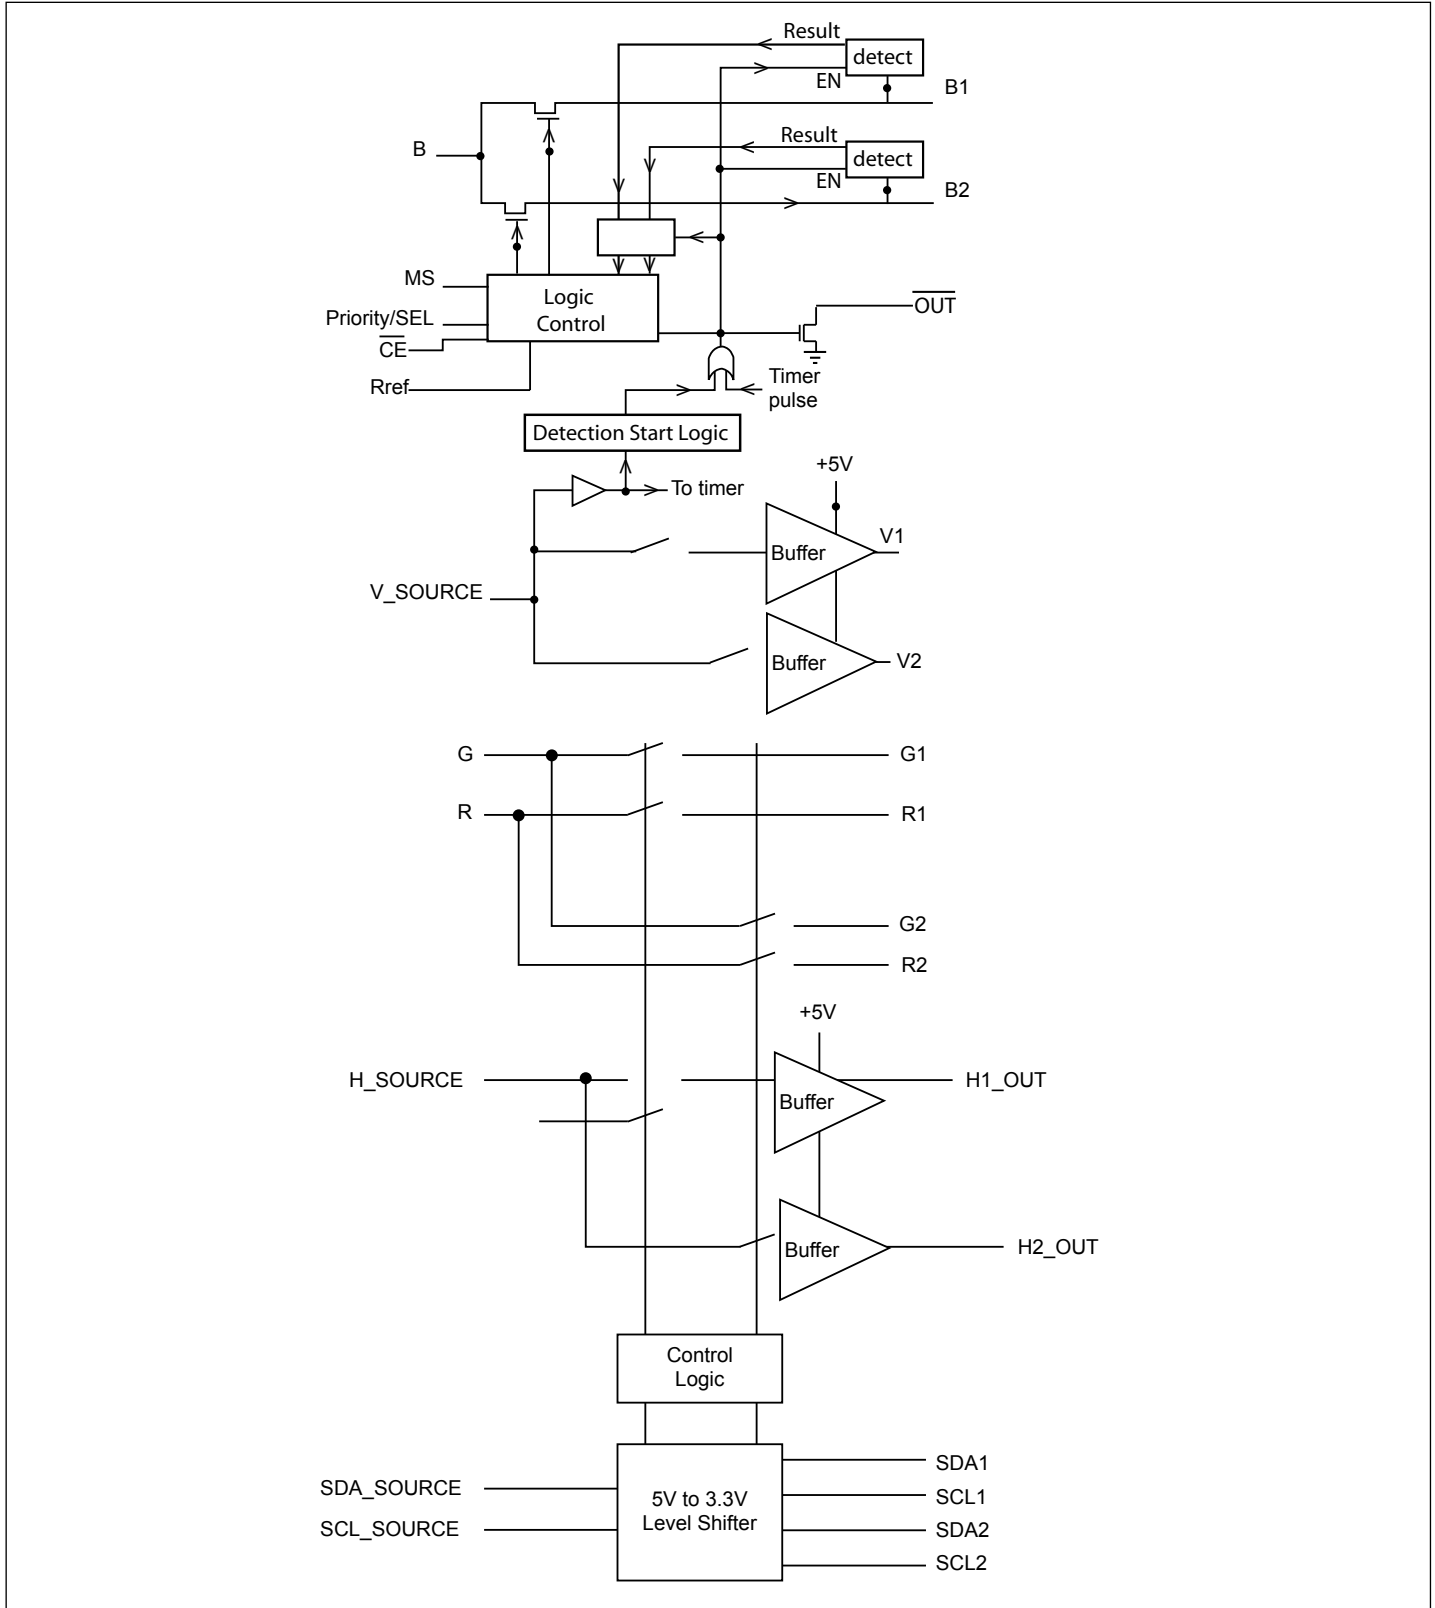 Result
detect
EN
B1
B
Result
detect
EN
B2
MS
Logic
Control
Priority/SEL
CE
OUT
Rref
Timer
pulse
Detection Start Logic
+5V
To timer
V1
Buffer
V_SOURCE
Buffer
V2
G
G1
R
R1
G2
R2
+5V
H_SOURCE
H1_OUT
Buffer
Buffer
H2_OUT
Control
Logic
SDA1
SDA_SOURCE
5V to 3.3V
Level Shifter
SCL1
SCL_SOURCE
SDA2
SCL2